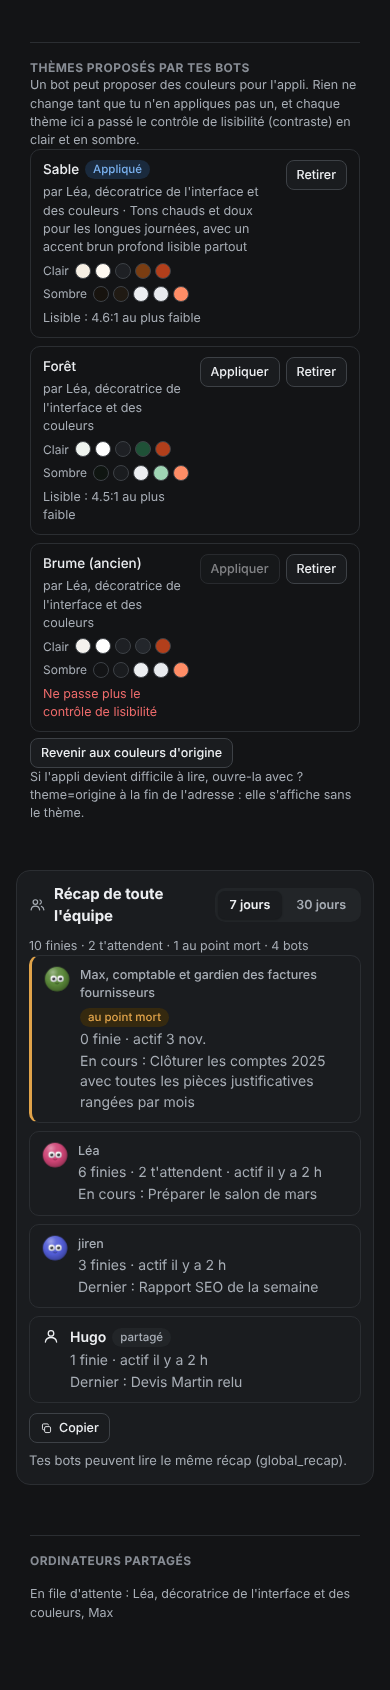 THÈMES PROPOSÉS PAR TES BOTS
Un bot peut proposer des couleurs pour l'appli. Rien ne
change tant que tu n'en appliques pas un, et chaque
thème ici a passé le contrôle de lisibilité (contraste) en
clair et en sombre.
Sable Appliqué Retirer
par Léa, décoratrice de l'interface et
des couleurs · Tons chauds et doux
pour les longues journées, avec un
accent brun profond lisible partout
Clair
Sombre
Lisible : 4.6:1 au plus faible
Forêt Appliquer Retirer
par Léa, décoratrice de
l'interface et des
couleurs
Clair
Sombre
Lisible : 4.5:1 au plus
faible
Brume (ancien) Appliquer Retirer
par Léa, décoratrice de
l'interface et des
couleurs
Clair
Sombre
Ne passe plus le
contrôle de lisibilité
Revenir aux couleurs d'origine
Si l'appli devient difficile à lire, ouvre-la avec ?
theme=origine à la fin de l'adresse : elle s'affiche sans
le thème.
Récap de toute
l'équipe
7 jours 30 jours
10 finies · 2 t'attendent · 1 au point mort · 4 bots
Max, comptable et gardien des factures
fournisseurs
au point mort
0 finie · actif 3 nov.
En cours : Clôturer les comptes 2025
avec toutes les pièces justificatives
rangées par mois
Léa
6 finies · 2 t'attendent · actif il y a 2 h
En cours : Préparer le salon de mars
jiren
3 finies · actif il y a 2 h
Dernier : Rapport SEO de la semaine
Hugo partagé
1 finie · actif il y a 2 h
Dernier : Devis Martin relu
Copier
Tes bots peuvent lire le même récap (global_recap).
ORDINATEURS PARTAGÉS
En file d'attente : Léa, décoratrice de l'interface et des
couleurs, Max